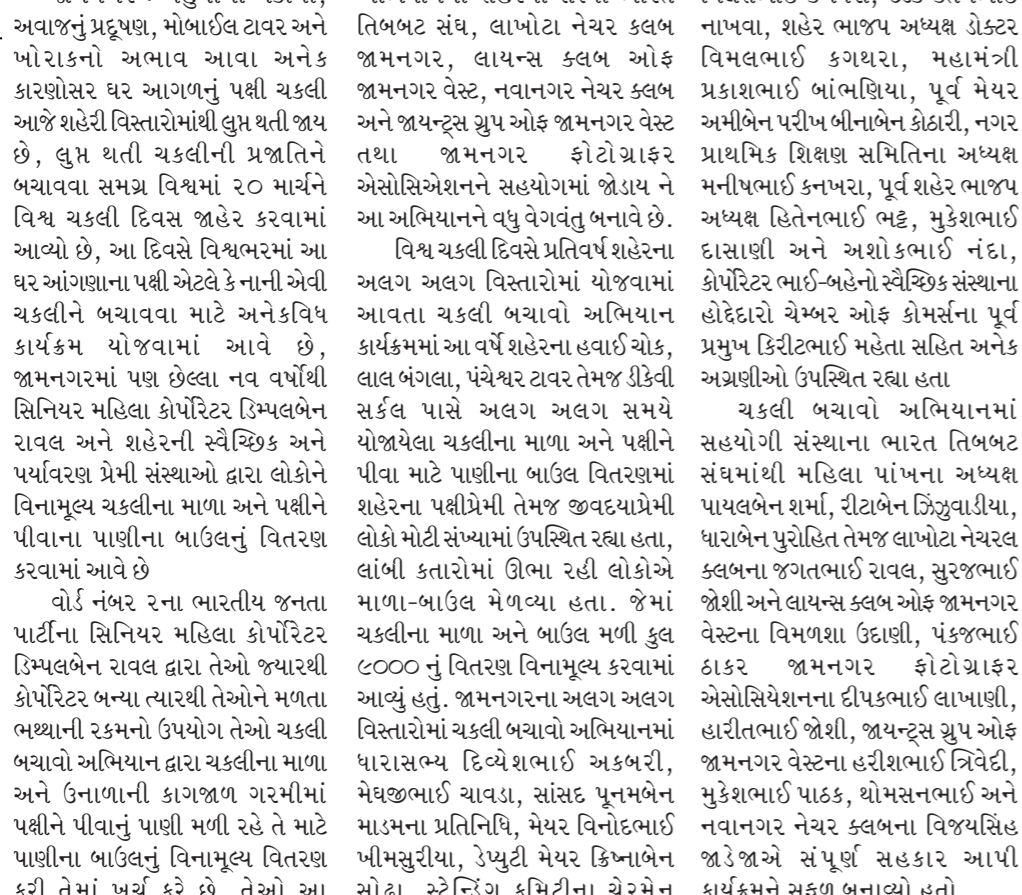 અવાજનું પ્રદૂષણ, મોબાઈલ ટાવર અને
ખોરાકનો અભાવ આવા અનેક
કારણોસર ઘર આગળનું પક્ષી ચકલી
આજે શહેરી વિસ્તારોમાંથી લુપ્ત થતી જાય
છે, લુપ્ત થતી ચકલીની પ્રજાતિને
બચાવવા સમગ્ર વિશ્વમાં ૨૦ માર્ચને
વિશ્વ ચકલી દિવસ જાહેર કરવામાં
આવ્યો છે, આ દિવસે વિશ્વભરમાં આ
ઘર આંગણાના પક્ષી એટલે કે નાની એવી
ચકલીને બચાવવા માટે અનેકવિધ
કાર્યક્રમ યોજવામાં આવે છે,
જામનગરમાં પણ છેલ્લા નવ વર્ષોથી
સિનિયર મહિલા કોર્પોરેટર ડિમ્પલબેન
રાવલ અને શહેરની સ્વૈચ્છિક અને
પર્યાવરણ પ્રેમી સંસ્થાઓ દ્વારા લોકોને
વિનામૂલ્ય ચકલીના માળા અને પક્ષીને
પીવાના પાણીના બાઉલનું વિતરણ
કરવામાં આવે છે
વોર્ડ નંબર ૨ના ભારતીય જનતા
પાર્ટીના સિનિયર મહિલા કોર્પોરેટર
ડિમ્પલબેન રાવલ દ્વારા તેઓ જ્યારથી
કોર્પોરેટર બન્યા ત્યારથી તેઓને મળતા
ભથ્થાની રકમનો ઉપયોગ તેઓ ચકલી
બચાવો અભિયાન દ્વારા ચકલીના માળા
અને ઉનાળાની કાગજાળ ગરમીમાં
પક્ષીને પીવાનું પાણી મળી રહે તે માટે
પાણીના બાઉલનું વિનામૂલ્ય વિતરણ
કરી તેમાં ખર્ચ કરે છે. તેઓ આ
તિબબટ સંઘ, લાખોટા નેચર કલબ
જામનગર, લાયન્સ ક્લબ ઓફ
જામનગર વેસ્ટ, નવાનગર નેચર ક્લબ
અને જાયન્ટ્સ ગ્રુપ ઓફ જામનગર વેસ્ટ
તથા જામનગર ફોટોગ્રાફર
એસોસિએશનને સહયોગમાં જોડાય ને
આ અભિયાનને વધુ વેગવંતુ બનાવે છે.
વિશ્વ ચકલી દિવસે પ્રતિવર્ષ શહેરના
અલગ અલગ વિસ્તારોમાં યોજવામાં
આવતા ચકલી બચાવો અભિયાન
કાર્યક્રમમાં આ વર્ષે શહેરના હવાઈ ચોક,
લાલ બંગલા, પંચેશ્વર ટાવર તેમજ ડીકેવી
સર્કલ પાસે અલગ અલગ સમયે
યોજાયેલા ચકલીના માળા અને પક્ષીને
પીવા માટે પાણીના બાઉલ વિતરણમાં
શહેરના પક્ષીપ્રેમી તેમજ જીવદયાપ્રેમી
લોકો મોટી સંખ્યામાં ઉપસ્થિત રહ્યા હતા,
લાંબી કતારોમાં ઊભા રહી લોકોએ
માળા-બાઉલ મેળવ્યા હતા. જેમાં
ચકલીના માળા અને બાઉલ મળી કુલ
૯૦૦૦ નું વિતરણ વિનામૂલ્ય કરવામાં
આવ્યું હતું. જામનગરના અલગ અલગ
વિસ્તારોમાં ચકલી બચાવો અભિયાનમાં
ધારાસભ્ય દિવ્યેશભાઈ અકબરી,
મેઘજીભાઈ ચાવડા, સાંસદ પૂનમબેન
માડમના પ્રતિનિધિ, મેયર વિનોદભાઈ
ખીમસુરીયા, ડેપ્યુટી મેયર ક્રિષ્નાબેન
સોઢા, સ્ટેન્ડિંગ કમિટીના ચેરમેન
નાખવા, શહેર ભાજપ અધ્યક્ષ ડોક્ટર
વિમલભાઈ કગથરા, મહામંત્રી
પ્રકાશભાઈ બાંભણિયા, પૂર્વ મેયર
અમીબેન પરીખ બીનાબેન કોઠારી, નગર
પ્રાથમિક શિક્ષણ સમિતિના અધ્યક્ષ
મનીષભાઈ કનખરા, પૂર્વ શહેર ભાજપ
અધ્યક્ષ હિતેનભાઈ ભટ્ટ, મુકેશભાઈ
દાસાણી અને અશોકભાઈ નંદા,
કોર્પોરેટર ભાઈ-બહેનો સ્વૈચ્છિક સંસ્થાના
હોદ્દેદારો ચેમ્બર ઓફ કોમર્સના પૂર્વ
પ્રમુખ કિરીટભાઈ મહેતા સહિત અનેક
અગ્રણીઓ ઉપસ્થિત રહ્યા હતા
ચકલી બચાવો અભિયાનમાં
સહયોગી સંસ્થાના ભારત તિબબટ
સંઘમાંથી મહિલા પાંખના અધ્યક્ષ
પાયલબેન શર્મા, રીટાબેન ઝિંઝુવાડીયા,
ધારાબેન પુરોહિત તેમજ લાખોટા નેચરલ
ક્લબના જગતભાઈ રાવલ, સુરજભાઈ
જોશી અને લાયન્સ ક્લબ ઓફ જામનગર
વેસ્ટના વિમળશા ઉદાણી, પંકજભાઈ
ઠાકર જામનગર ફોટોગ્રાફર
એસોસિયેશનના દીપકભાઈ લાખાણી,
હારીતભાઈ જોશી, જાયન્ટ્સ ગ્રુપ ઓફ
જામનગર વેસ્ટના હરીશભાઈ ત્રિવેદી,
મુકેશભાઈ પાઠક, થોમસનભાઈ અને
નવાનગર નેચર ક્લબના વિજયસિંહ
જાડેજાએ સંપૂર્ણ સહકાર આપી
કાર્યક્રમને સફળ બનાવ્યો હતો